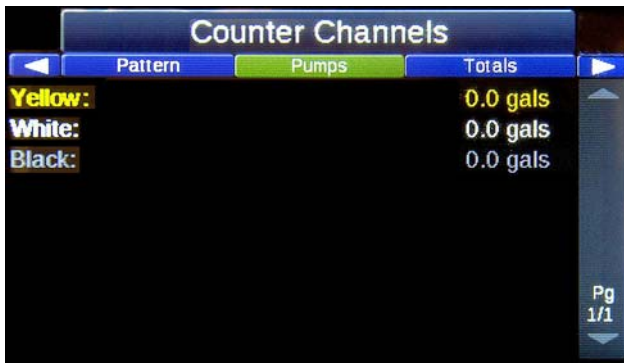 Counter Channels
Pattern Pumps Totals
Yellow: 0.0 gals
White: 0.0 gals
Black: 0.0 gals
Pg
1/1